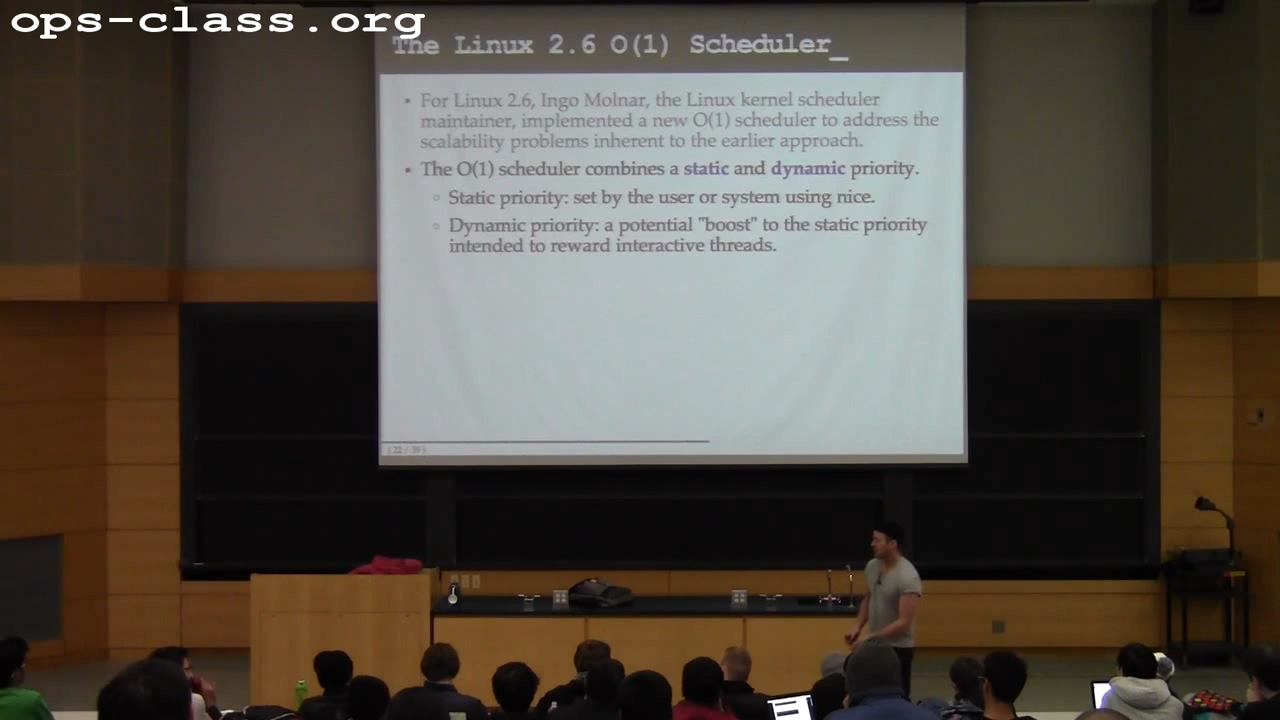 ops-class.org
The Linux 2.6 O(1) Scheduler_
• For Linux 2.6, Ingo Molnar, the Linux kernel scheduler
maintainer, implemented a new O(1) scheduler to address the
scalability problems inherent to the earlier approach.
• The O(1) scheduler combines a static and dynamic priority.
◦ Static priority: set by the user or system using nice.
◦ Dynamic priority: a potential "boost" to the static priority
intended to reward interactive threads.
[ 22 / 39 ]